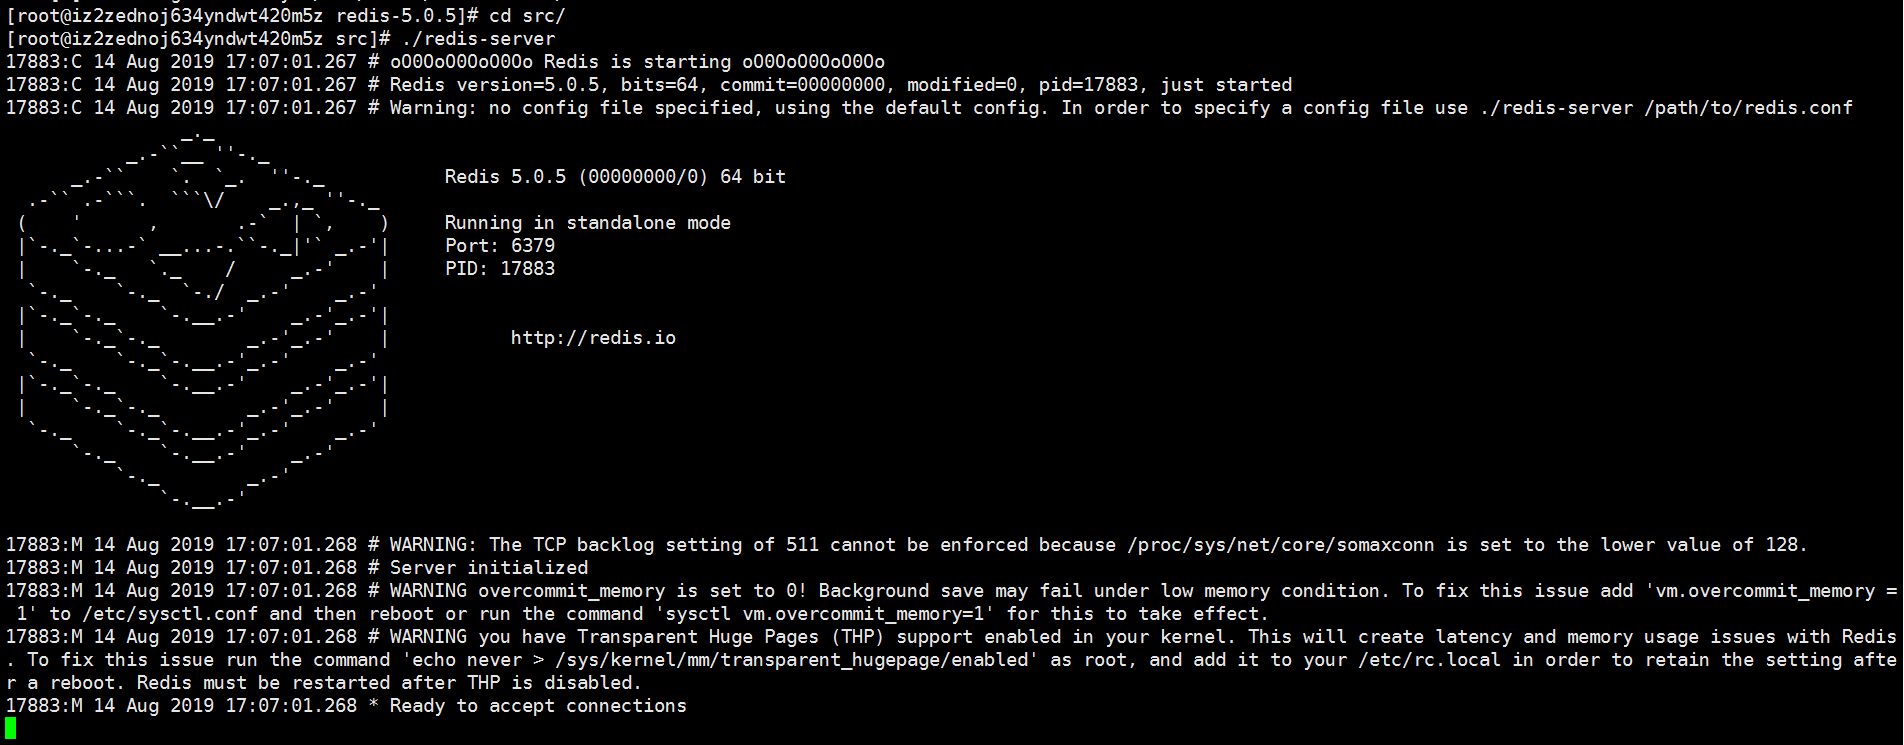 [root@iz2zednoj634yndwt420m5z redis-5.0.5]# cd src/
[root@iz2zednoj634yndwt420m5z src]# ./redis-server
17883:C 14 Aug 2019 17:07:01.267 # oO0OoO0OoO0Oo Redis is starting oO0OoO0OoO0Oo
17883:C 14 Aug 2019 17:07:01.267 # Redis version=5.0.5, bits=64, commit=00000000, modified=0, pid=17883, just started
17883:C 14 Aug 2019 17:07:01.267 # Warning: no config file specified, using the default config. In order to specify a config file use ./redis-server /path/to/redis.conf
Redis 5.0.5 (00000000/0) 64 bit
Running in standalone mode
Port: 6379
PID: 17883
http://redis.io
17883:M 14 Aug 2019 17:07:01.268 # WARNING: The TCP backlog setting of 511 cannot be enforced because /proc/sys/net/core/somaxconn is set to the lower value of 128.
17883:M 14 Aug 2019 17:07:01.268 # Server initialized
17883:M 14 Aug 2019 17:07:01.268 # WARNING overcommit_memory is set to 0! Background save may fail under low memory condition. To fix this issue add 'vm.overcommit_memory =
 1' to /etc/sysctl.conf and then reboot or run the command 'sysctl vm.overcommit_memory=1' for this to take effect.
17883:M 14 Aug 2019 17:07:01.268 # WARNING you have Transparent Huge Pages (THP) support enabled in your kernel. This will create latency and memory usage issues with Redis
. To fix this issue run the command 'echo never > /sys/kernel/mm/transparent_hugepage/enabled' as root, and add it to your /etc/rc.local in order to retain the setting afte
r a reboot. Redis must be restarted after THP is disabled.
17883:M 14 Aug 2019 17:07:01.268 * Ready to accept connections